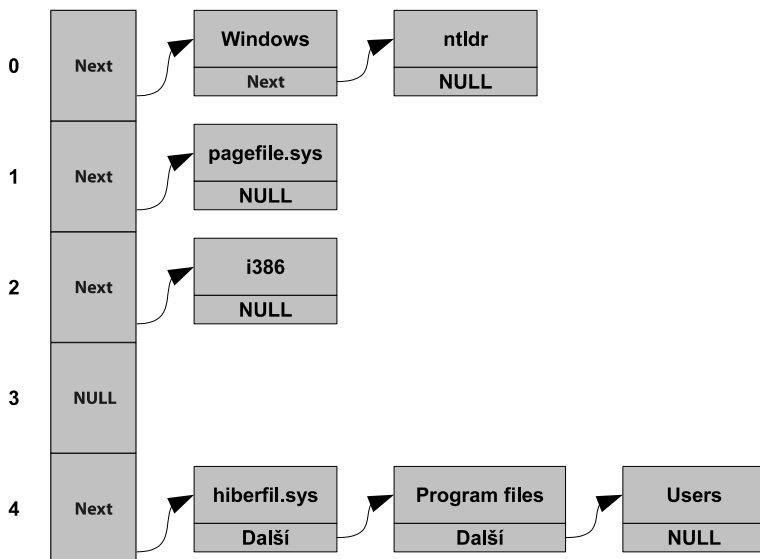 0
Next
Windows
Next
ntldr
NULL
1
Next
pagefile.sys
NULL
2
Next
i386
NULL
3
NULL
4
Next
hiberfil.sys
Další
Program files
Další
Users
NULL